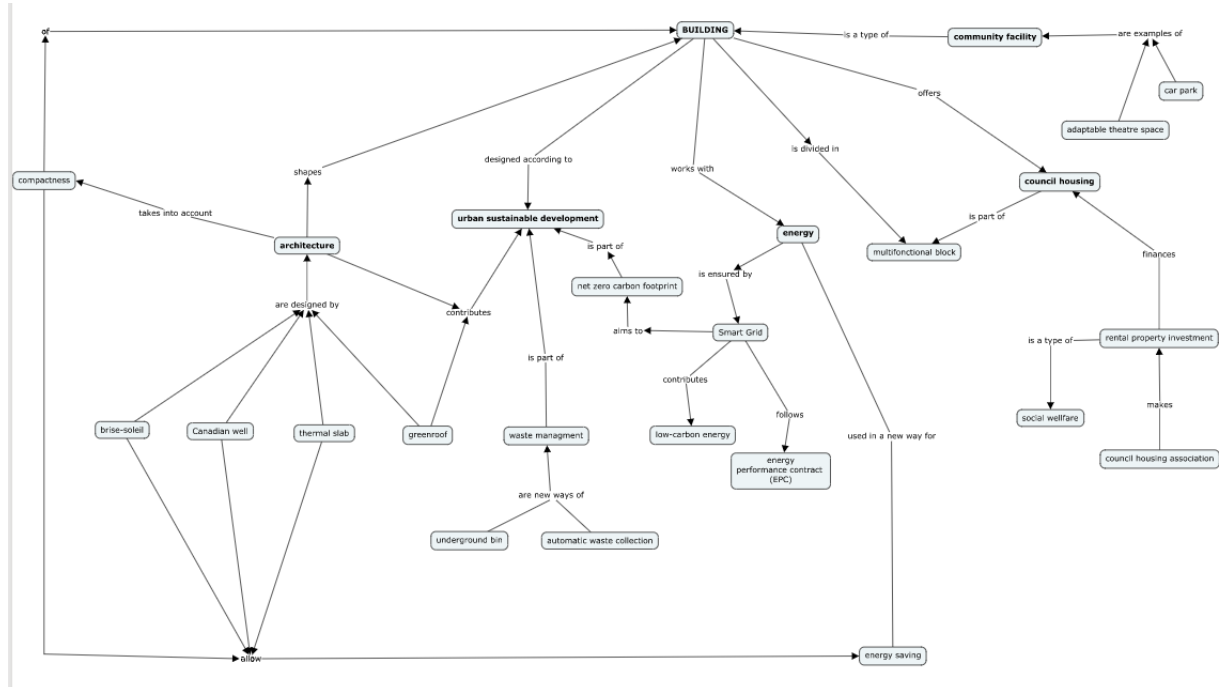 of
BUILDING
is a type of
community facility
are examples of
car park
adaptable theatre space
offers
shapes
designed according to
works with
is divided in
compactness
takes into account
council housing
urban sustainable development
architecture
is part of
energy
is part of
multifonctional block
finances
net zero carbon footprint
is ensured by
are designed by
contributes
aims to
Smart Grid
is part of
is a type of
rental property investment
contributes
follows
makes
social wellfare
brise-soleil
Canadian well
thermal slab
greenroof
waste managment
low-carbon energy
used in a new way for
energy
performance contract
(EPC)
council housing association
are new ways of
underground bin
automatic waste collection
allow
energy saving